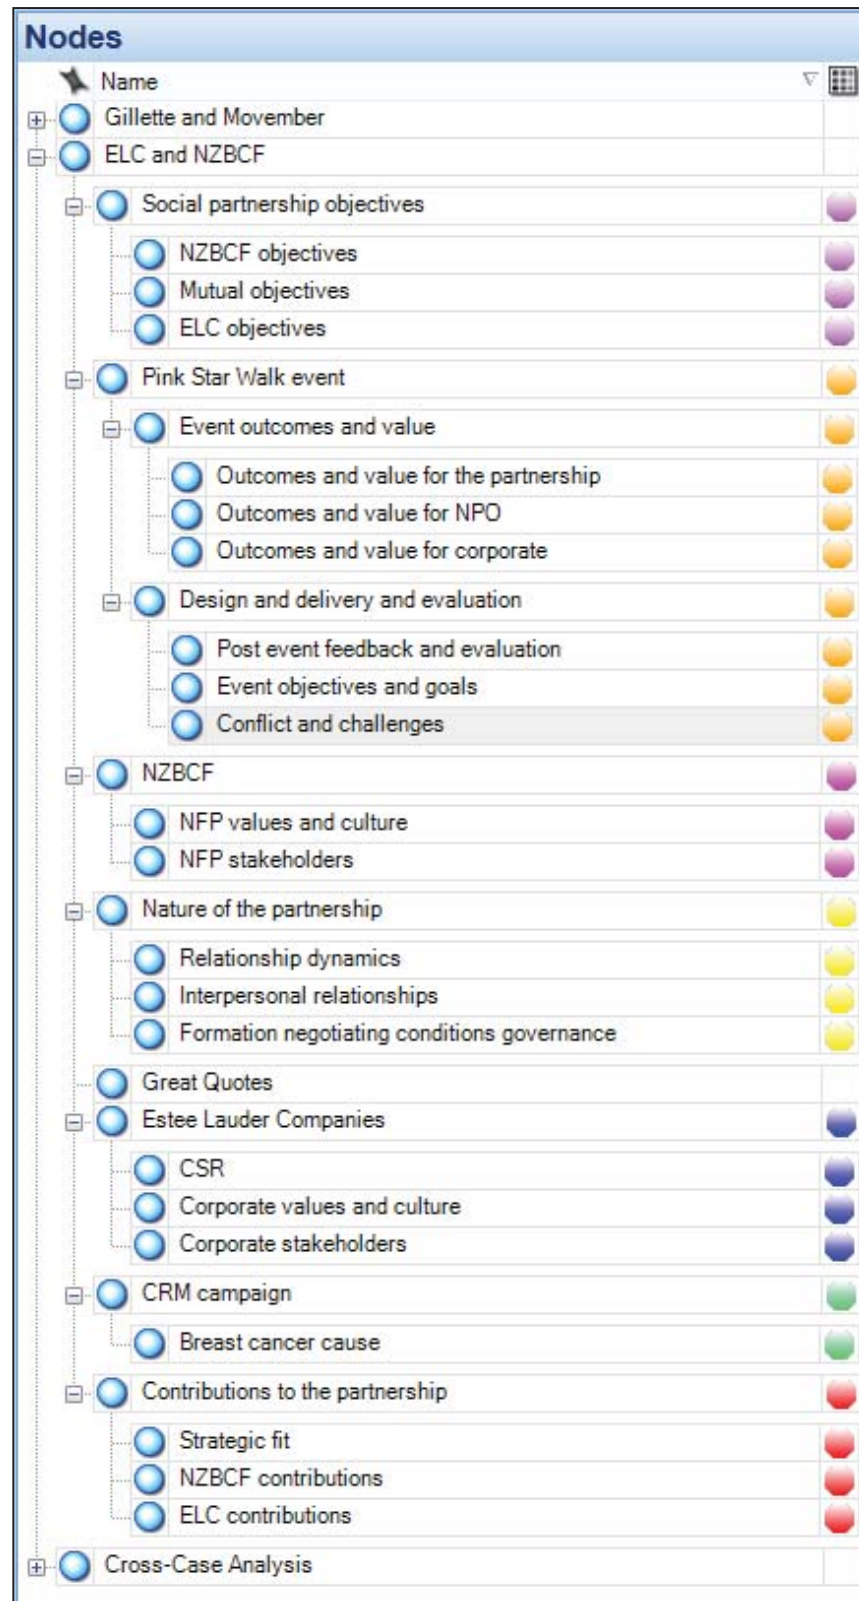 Nodes
Name
Gillette and Movember
ELC and NZBCF
Social partnership objectives
NZBCF objectives
Mutual objectives
ELC objectives
Pink Star Walk event
Event outcomes and value
Outcomes and value for the partnership
Outcomes and value for NPO
Outcomes and value for corporate
Design and delivery and evaluation
Post event feedback and evaluation
Event objectives and goals
Conflict and challenges
NZBCF
NFP values and culture
NFP stakeholders
Nature of the partnership
Relationship dynamics
Interpersonal relationships
Formation negotiating conditions governance
Great Quotes
Estee Lauder Companies
CSR
Corporate values and culture
Corporate stakeholders
CRM campaign
Breast cancer cause
Contributions to the partnership
Strategic fit
NZBCF contributions
ELC contributions
Cross-Case Analysis